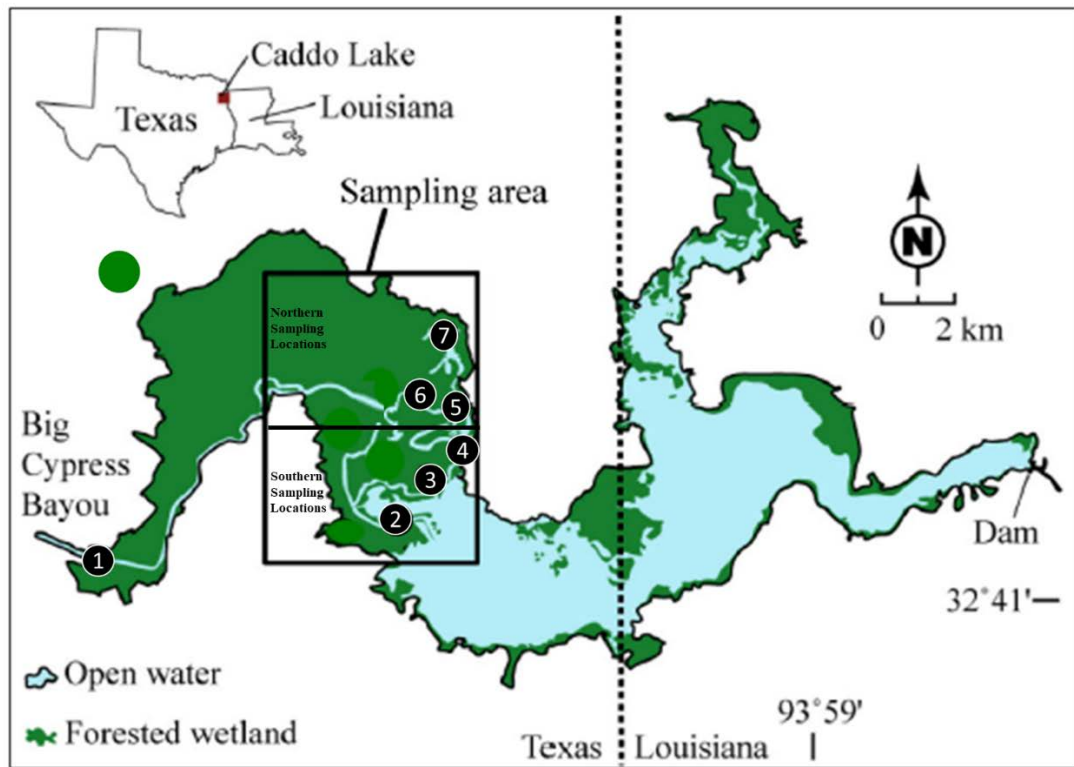 Caddo Lake
Texas
Louisiana
Sampling area
N
0 2 km
Northern
Sampling
Locations
7
6
5
4
Southern
Sampling
Locations
3
2
Big
Cypress
Bayou
1
Dam
32°41'
Open water
Forested wetland
93°59'
Texas
Louisiana